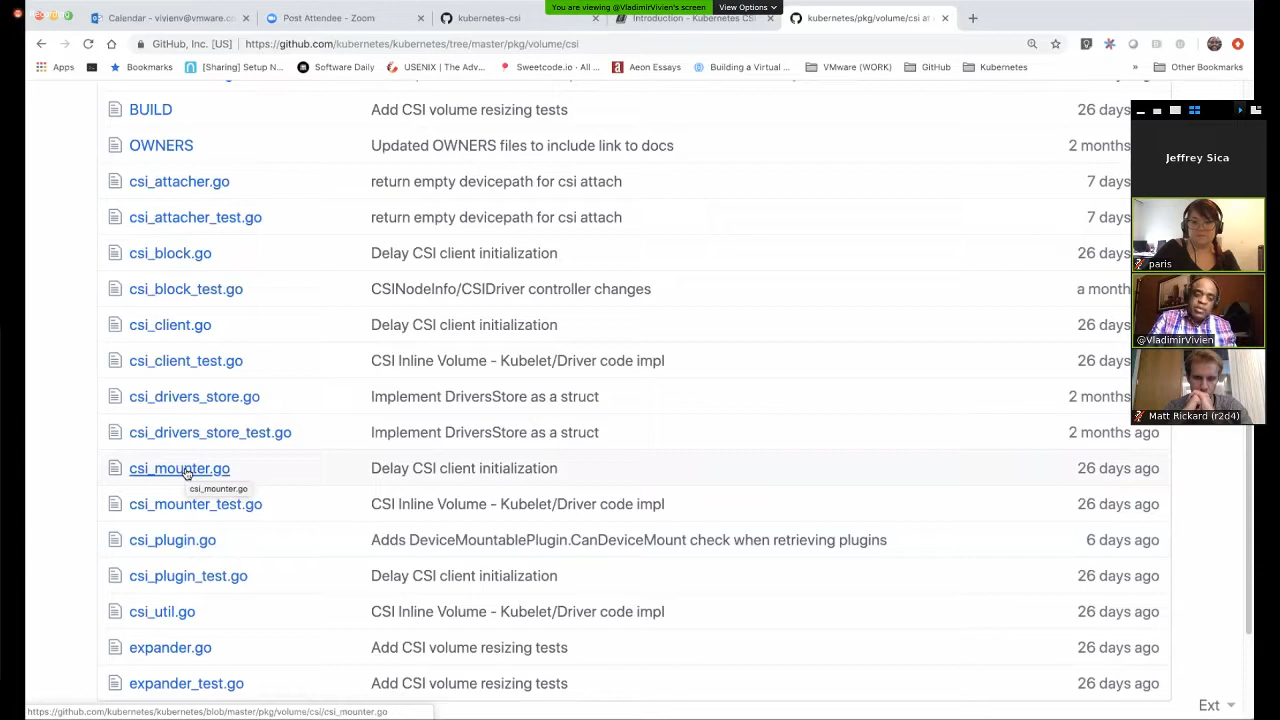 You are viewing @VladimirVivien's screen
View Options
Calendar - vivienv@vmware.c
Post Attendee - Zoom
kubernetes-csi
Introduction - Kubernetes CSI
kubernetes/pkg/volume/csi at
GitHub, Inc. [US]
https://github.com/kubernetes/kubernetes/tree/master/pkg/volume/csi
Apps
Bookmarks
[Sharing] Setup N...
Software Daily
USENIX | The Adv...
Sweetcode.io · All ...
Aeon Essays
Building a Virtual ...
VMware (WORK)
GitHub
Kubernetes
»
Other Bookmarks
BUILD Add CSI volume resizing tests 26 days
OWNERS Updated OWNERS files to include link to docs 2 months
csi_attacher.go return empty devicepath for csi attach 7 days
csi_attacher_test.go return empty devicepath for csi attach 7 days
csi_block.go Delay CSI client initialization 26 days
csi_block_test.go CSINodeInfo/CSIDriver controller changes a month
csi_client.go Delay CSI client initialization 26 days
csi_client_test.go CSI Inline Volume - Kubelet/Driver code impl 26 days
csi_drivers_store.go Implement DriversStore as a struct 2 months
csi_drivers_store_test.go Implement DriversStore as a struct 2 months ago
csi_mounter.go Delay CSI client initialization 26 days ago
csi_mounter.go
csi_mounter_test.go CSI Inline Volume - Kubelet/Driver code impl 26 days ago
csi_plugin.go Adds DeviceMountablePlugin.CanDeviceMount check when retrieving plugins 6 days ago
csi_plugin_test.go Delay CSI client initialization 26 days ago
csi_util.go CSI Inline Volume - Kubelet/Driver code impl 26 days ago
expander.go Add CSI volume resizing tests 26 days ago
expander_test.go Add CSI volume resizing tests 26 days ago
https://github.com/kubernetes/kubernetes/blob/master/pkg/volume/csi/csi_mounter.go
Ext
Jeffrey Sica
paris
@VladimirVivien
Matt Rickard (r2d4)